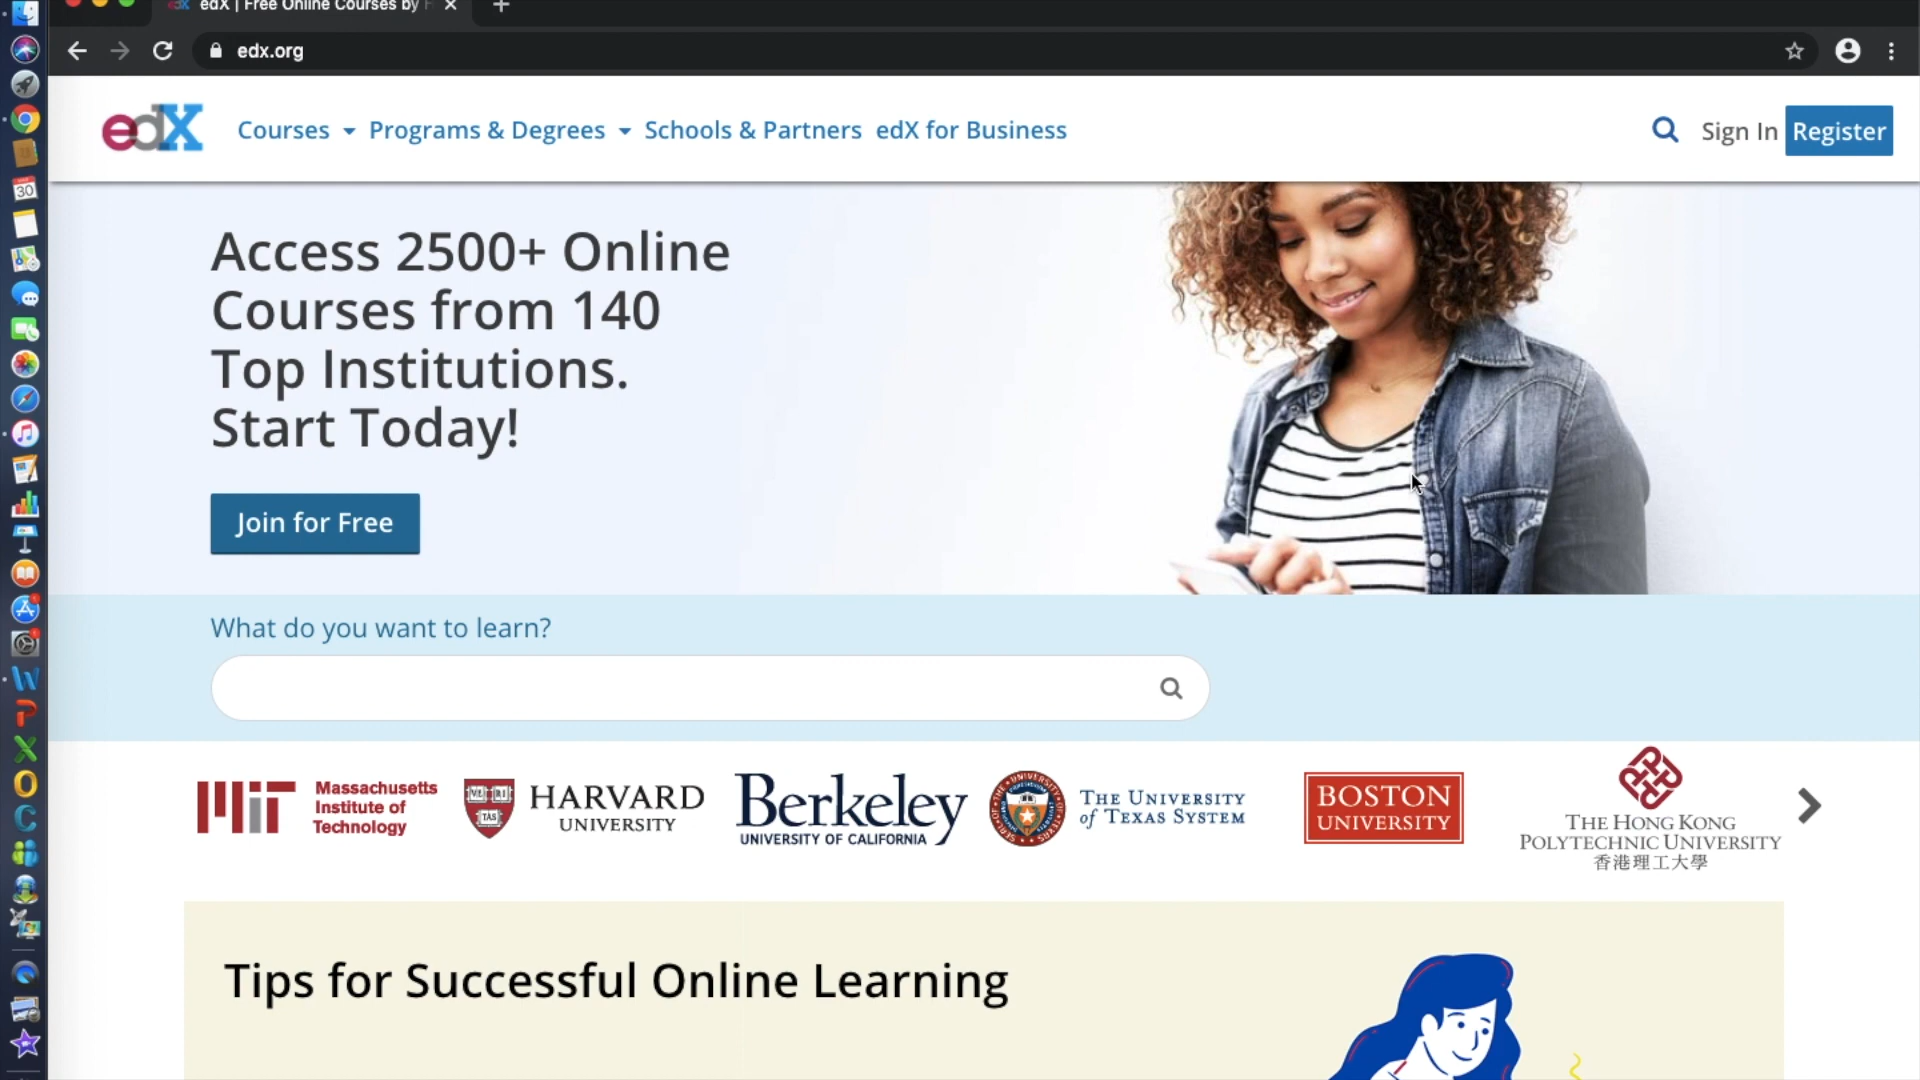 edX | Free Online Courses by
edx.org
edX
Courses
Programs & Degrees
Schools & Partners
edX for Business
Sign In
Register
Access 2500+ Online
Courses from 140
Top Institutions.
Start Today!
Join for Free
What do you want to learn?
Massachusetts
Institute of
Technology
HARVARD
UNIVERSITY
Berkeley
UNIVERSITY OF CALIFORNIA
THE UNIVERSITY
of TEXAS SYSTEM
BOSTON
UNIVERSITY
THE HONG KONG
POLYTECHNIC UNIVERSITY
香港理工大學
Tips for Successful Online Learning
30